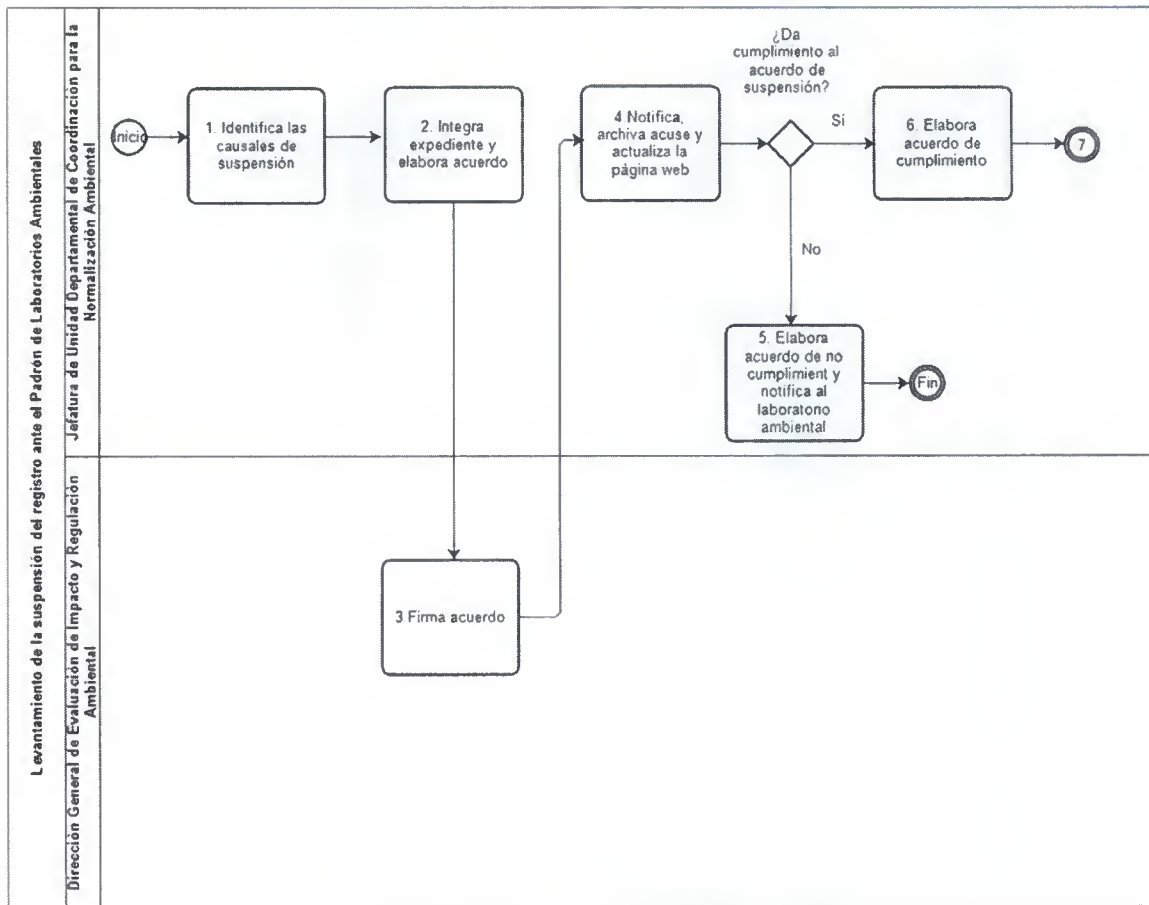 Levantamiento de la suspensión del registro ante el Padrón de Laboratorios Ambientales
Jefatura de Unidad Departamental de Coordinación para la
Normalización Ambiental
Inicio
1. Identifica las
causales de
suspensión
2. Integra
expediente y
elabora acuerdo
4 Notifica,
archiva acuse y
actualiza la
página web
¿Da
cumplimiento al
acuerdo de
suspensión?
Sí
6. Elabora
acuerdo de
cumplimiento
7
No
5. Elabora
acuerdo de no
cumplimient y
notifica al
laboratorio
ambiental
Fin
Dirección General de Evaluación de Impacto y Regulación
Ambiental
3 Firma acuerdo